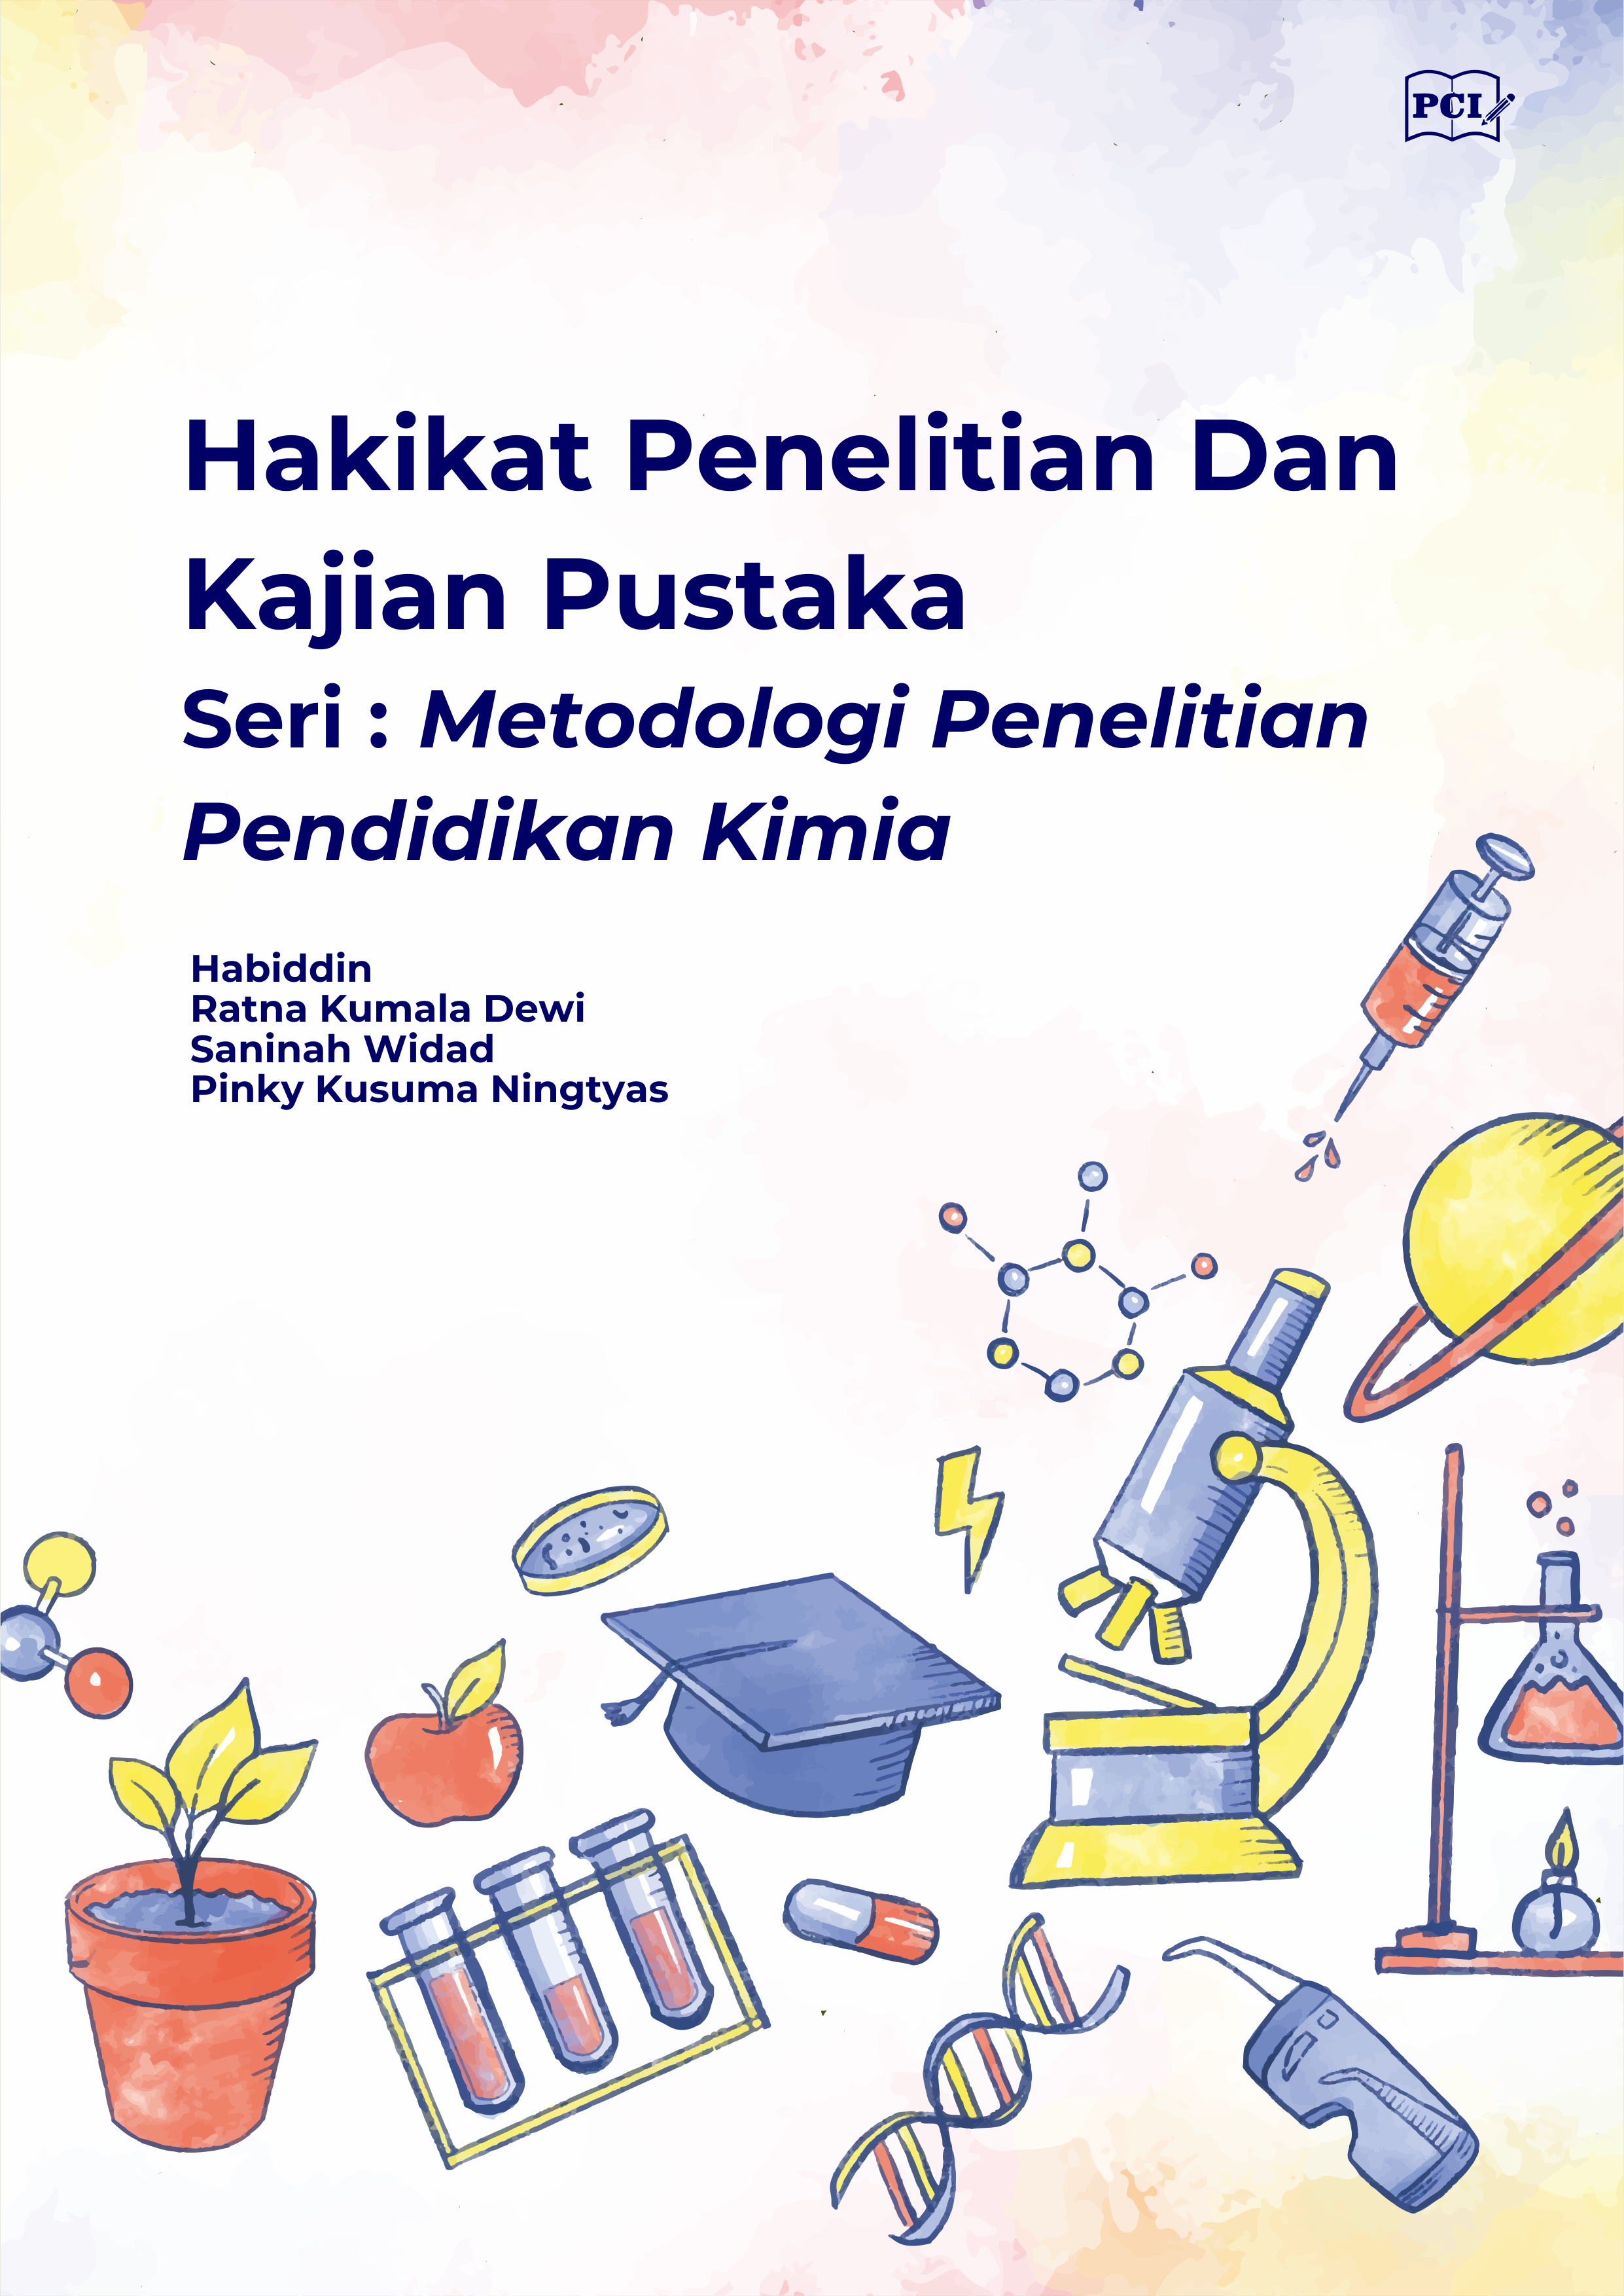 PCI
Hakikat Penelitian Dan
Kajian Pustaka
Seri : Metodologi Penelitian
Pendidikan Kimia
Habiddin
Ratna Kumala Dewi
Saninah Widad
Pinky Kusuma Ningtyas